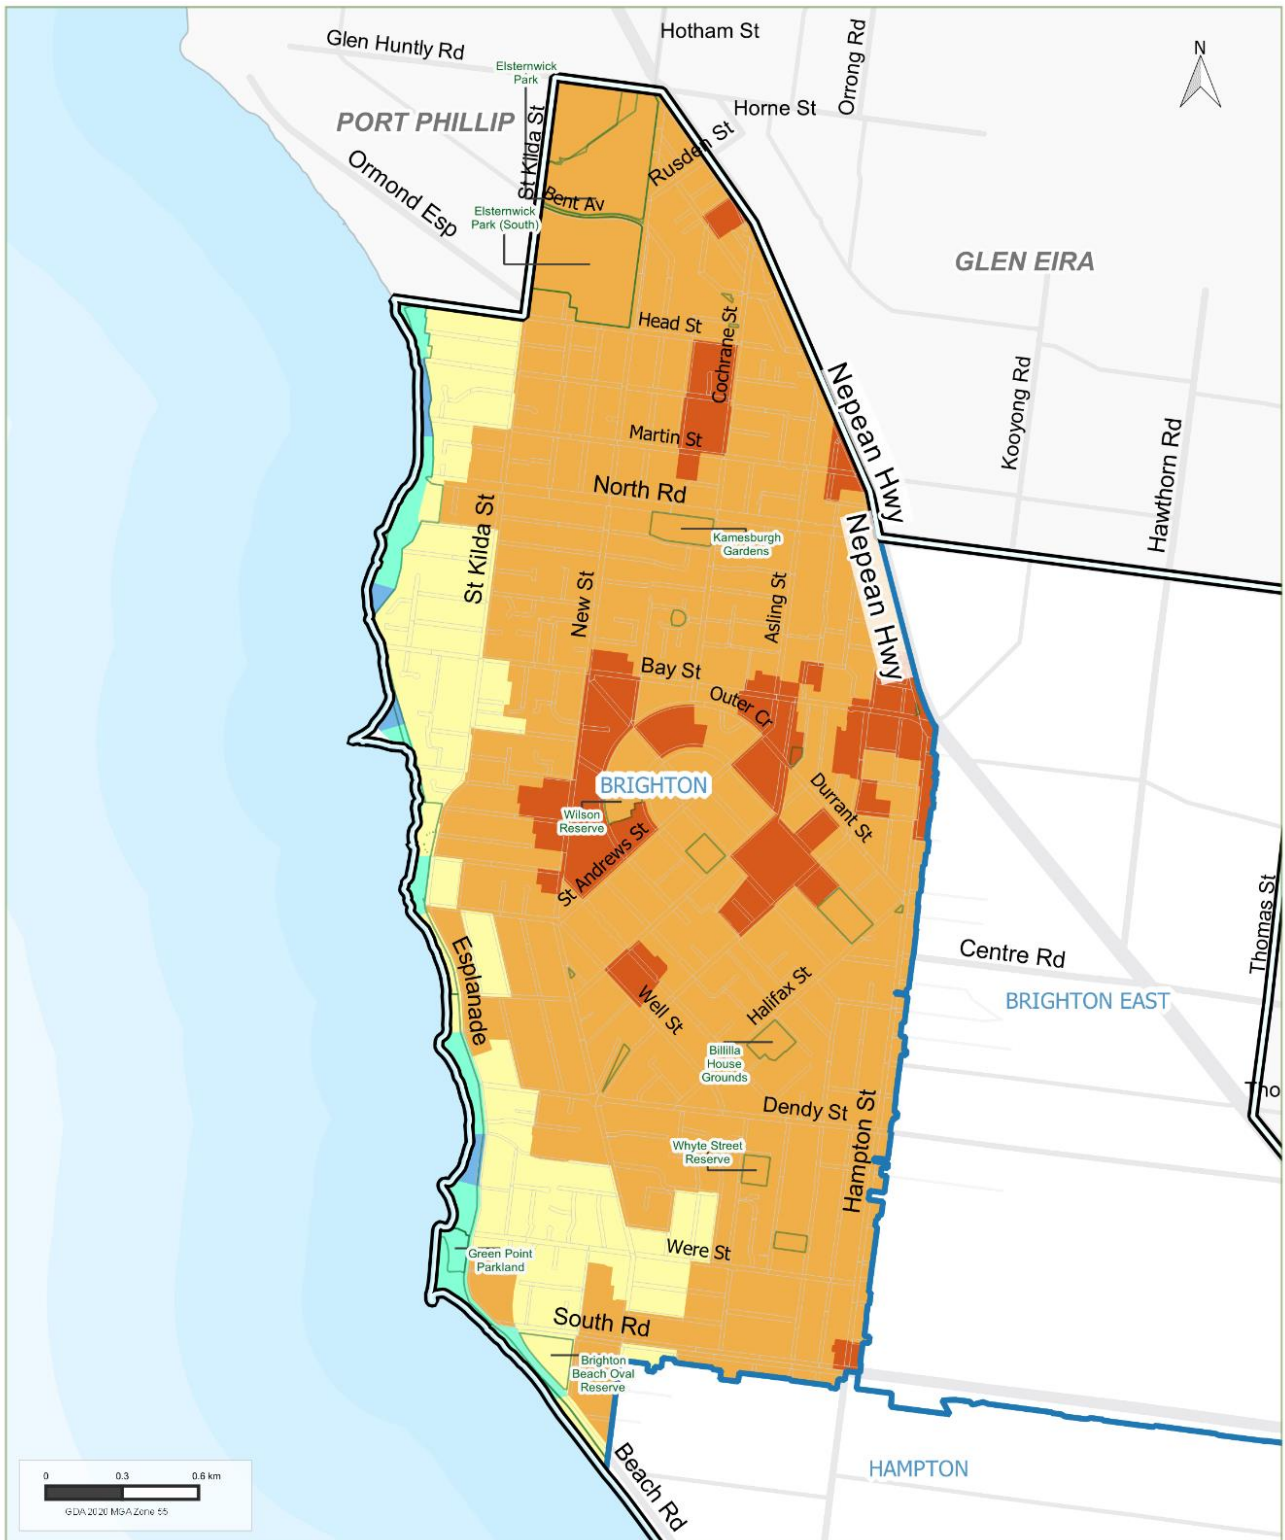 Hotham St
Glen Huntly Rd
Orrong Rd
N
Elsternwick
Park
Horne St
PORT PHILLIP
St Kilda St
Rusden St
Ormond Esp
Bent Av
Elsternwick
Park (South)
GLEN EIRA
Head St
Cochrane St
Nepean Hwy
Kooyong Rd
Hawthorn Rd
Martin St
North Rd
St Kilda St
Kamesburgh
Gardens
Nepean Hwy
New St
Asling St
Bay St
Outer Cr
BRIGHTON
Wilson
Reserve
Durrant St
St Andrews St
Thomas St
Esplanade
Centre Rd
Well St
Halifax St
BRIGHTON EAST
Billilla
House
Grounds
Tho
Dendy St
Hampton St
Whyte Street
Reserve
Were St
Green Point
Parkland
South Rd
Brighton
Beach Oval
Reserve
Beach Rd
HAMPTON
0 0.3 0.6 km
GDA 2020 MGA Zone 55